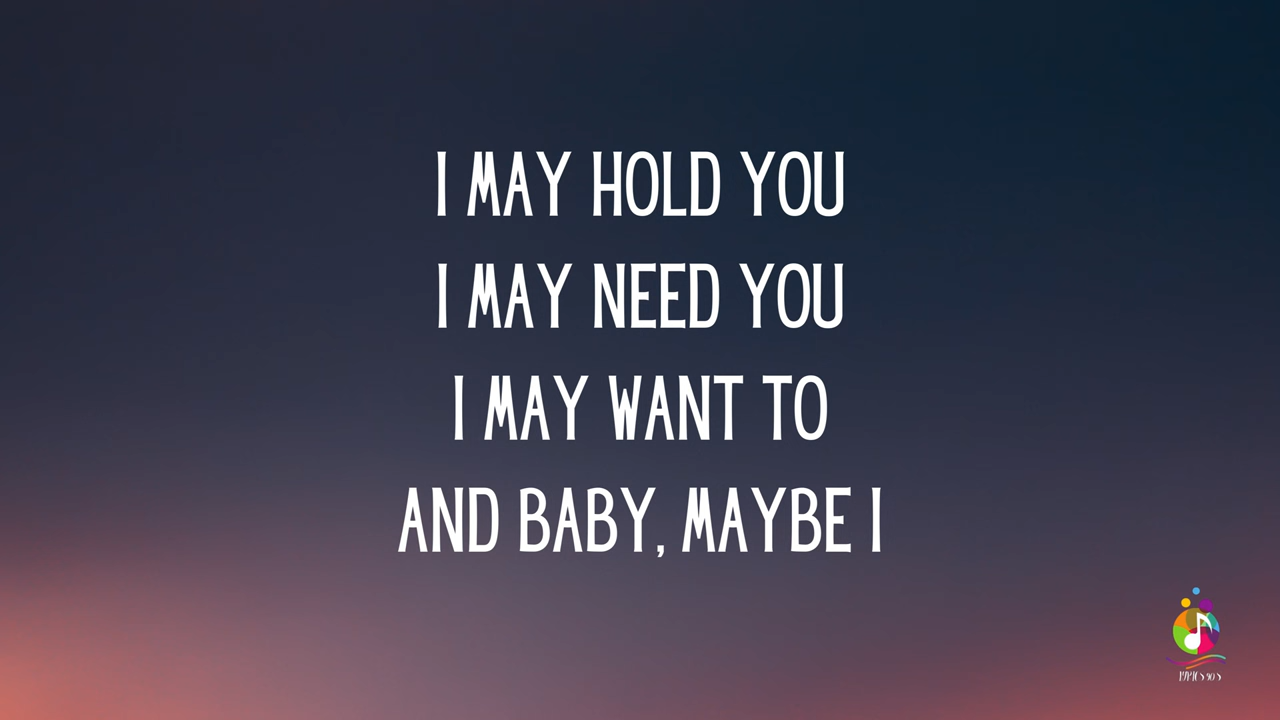 I MAY HOLD YOU
I MAY NEED YOU
I MAY WANT TO
AND BABY, MAYBE I